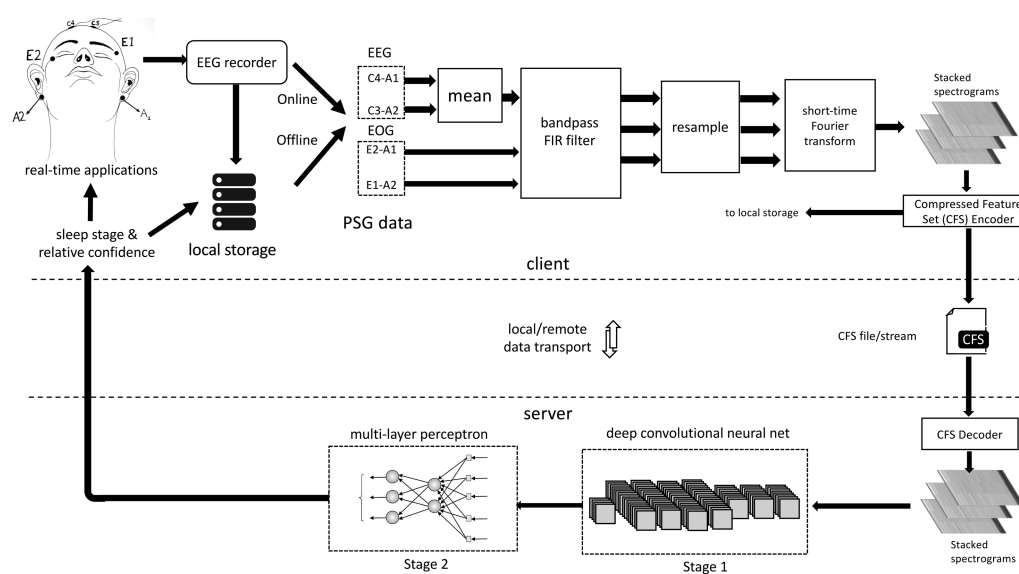 C4 C3
E2
E1
A2
A1
real-time applications
sleep stage &
relative confidence
EEG recorder
Online
Offline
local storage
EEG
C4-A1
C3-A2
EOG
E2-A1
E1-A2
PSG data
mean
bandpass
FIR filter
resample
short-time
Fourier
transform
Stacked
spectrograms
to local storage
Compressed Feature
Set (CFS) Encoder
client
local/remote
data transport
CFS file/stream
CFS
server
multi-layer perceptron
deep convolutional neural net
CFS Decoder
Stage 2
Stage 1
Stacked
spectrograms